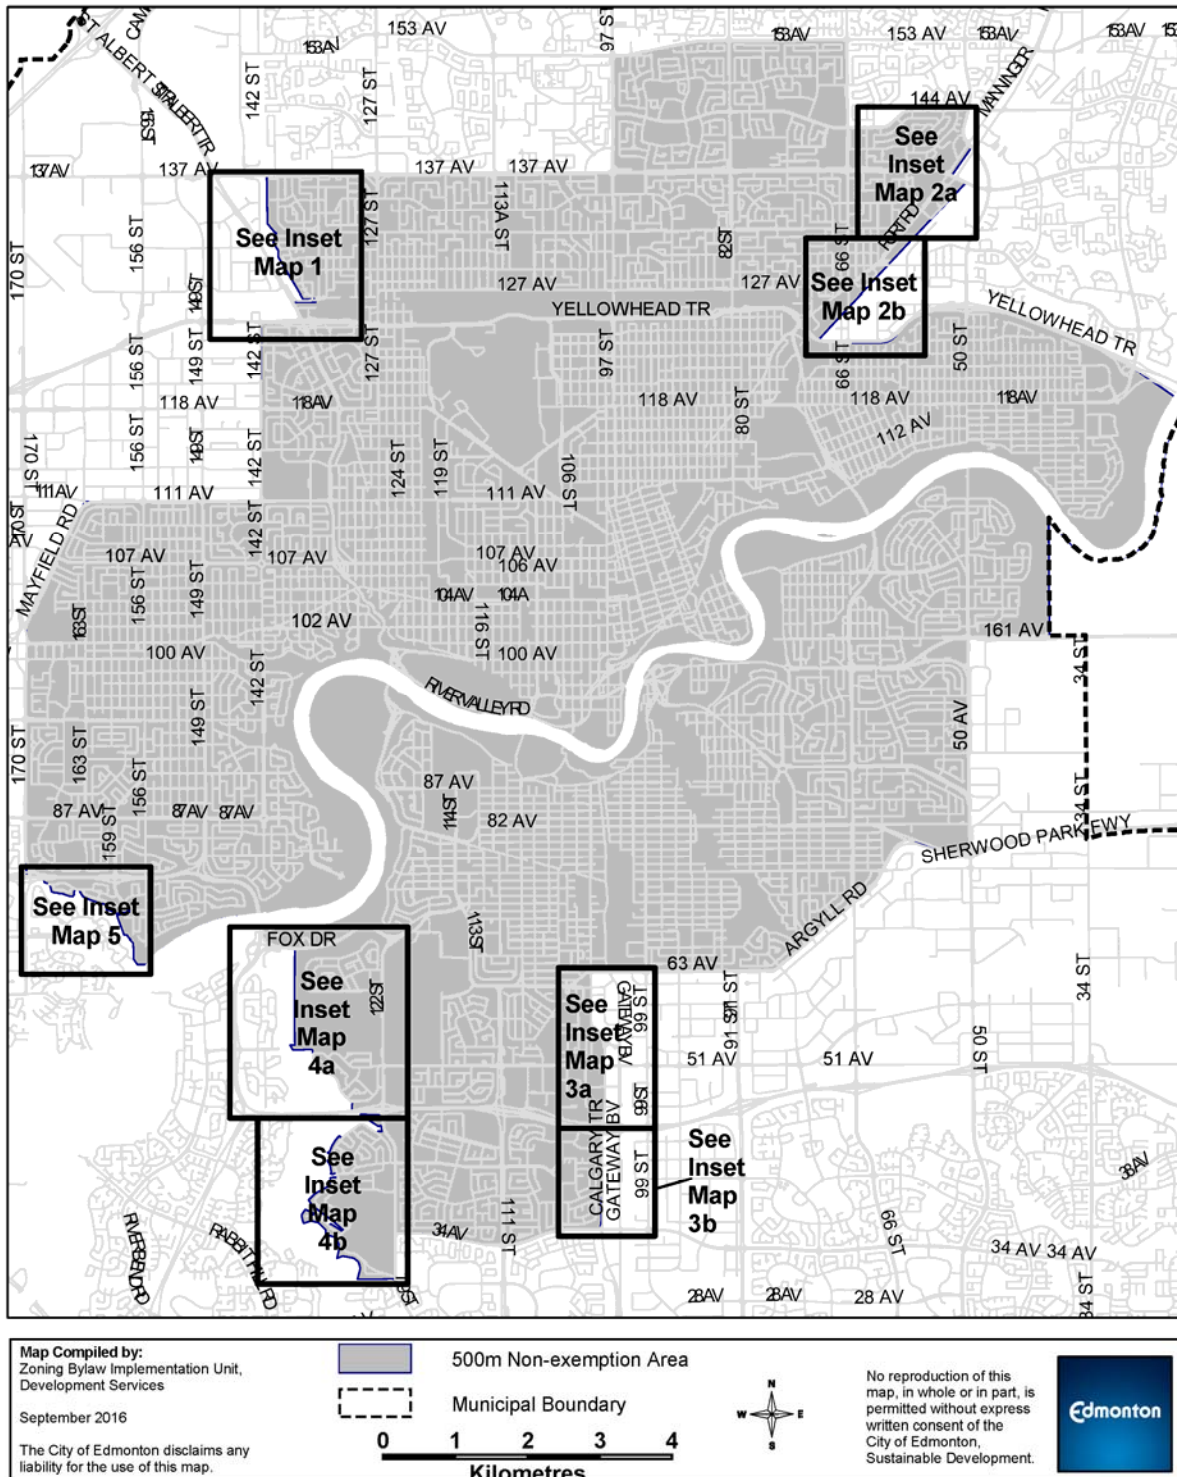 153 AV
153 AV
153 AV
97 ST
ST ALBERT
142 ST
127 ST
MANNING DR
144 AV
See
Inset
Map 2a
137 AV
137 AV
137 AV
137 AV
113A ST
127 ST
156 ST
170 ST
See Inset
Map 1
82 ST
66 ST
FORT RD
See Inset
Map 2b
127 AV
127 AV
YELLOWHEAD TR
YELLOWHEAD TR
149 ST
156 ST
149 ST
142 ST
127 ST
97 ST
66 ST
50 ST
118 AV
118 AV
118 AV
118 AV
118 AV
80 ST
112 AV
156 ST
149 ST
142 ST
124 ST
119 ST
106 ST
170 ST
111 AV
111 AV
111 AV
142 ST
MAYFIELD RD
107 AV
107 AV
107 AV
106 AV
156 ST
149 ST
163 ST
104 AV
104 A
116 ST
102 AV
100 AV
100 AV
161 AV
34 ST
142 ST
RIVER VALLEY RD
149 ST
50 AV
170 ST
163 ST
156 ST
87 AV
87 AV
87 AV
87 AV
114 ST
82 AV
159 ST
34 ST
SHERWOOD PARK FWY
ARGYLL RD
See Inset
Map 5
FOX DR
113 ST
63 AV
34 ST
See
Inset
Map
4a
122 ST
See
Inset
Map
3a
GATEWAY BV
99 ST
91 ST
51 AV
51 AV
50 ST
99 ST
CALGARY TR
GATEWAY BV
99 ST
See
Inset
Map
3b
See
Inset
Map
4b
RIVERBEND RD
RABBIT HILL RD
34 AV
111 ST
66 ST
38 AV
34 AV
34 AV
28 AV
28 AV
28 AV
34 ST
Map Compiled by:
Zoning Bylaw Implementation Unit,
Development Services
September 2016
The City of Edmonton disclaims any
liability for the use of this map.
500m Non-exemption Area
Municipal Boundary
0 1 2 3 4
Kilometres
N
W E
S
No reproduction of this
map, in whole or in part, is
permitted without express
written consent of the
City of Edmonton,
Sustainable Development.
Edmonton